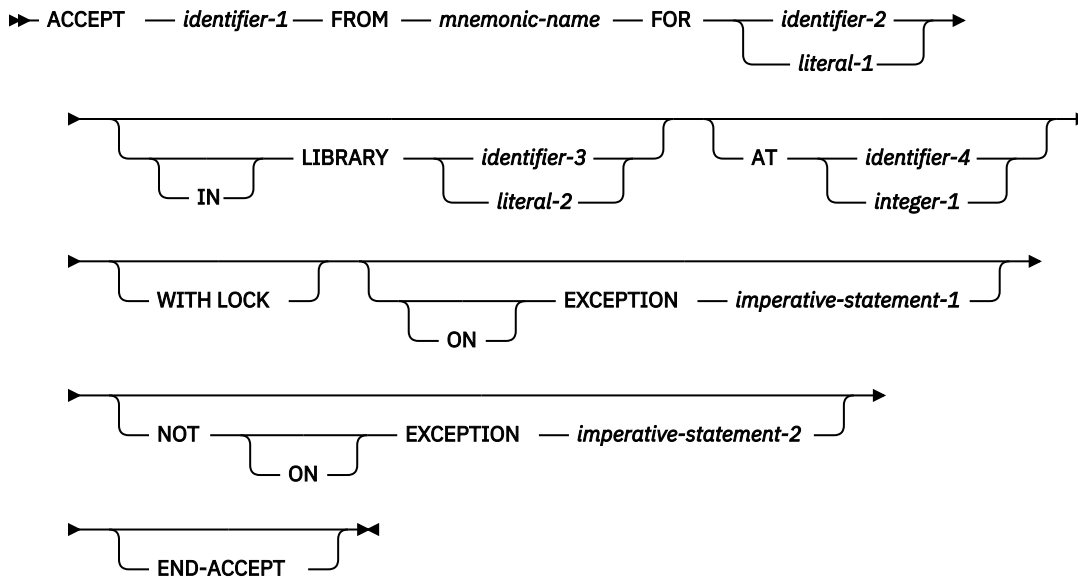 ACCEPT identifier-1 FROM mnemonic-name FOR identifier-2
literal-1
LIBRARY identifier-3 AT identifier-4
IN literal-2 integer-1
WITH LOCK EXCEPTION imperative-statement-1
ON
NOT EXCEPTION imperative-statement-2
ON
END-ACCEPT